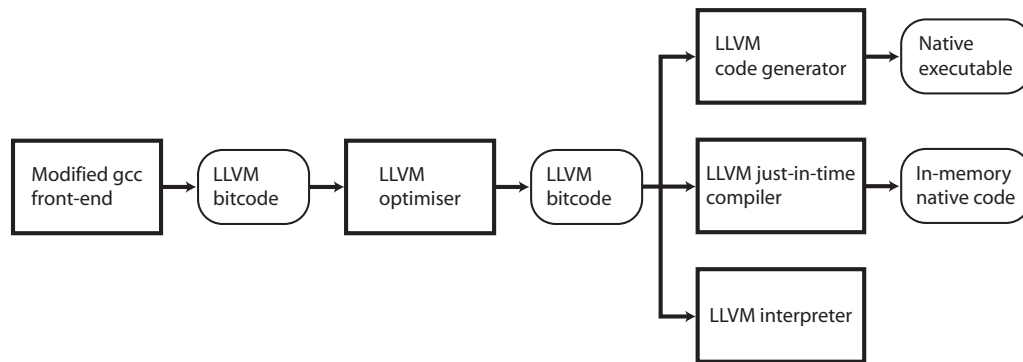 Modified gcc
front-end
LLVM
bitcode
LLVM
optimiser
LLVM
bitcode
LLVM
code generator
Native
executable
LLVM just-in-time
compiler
In-memory
native code
LLVM interpreter